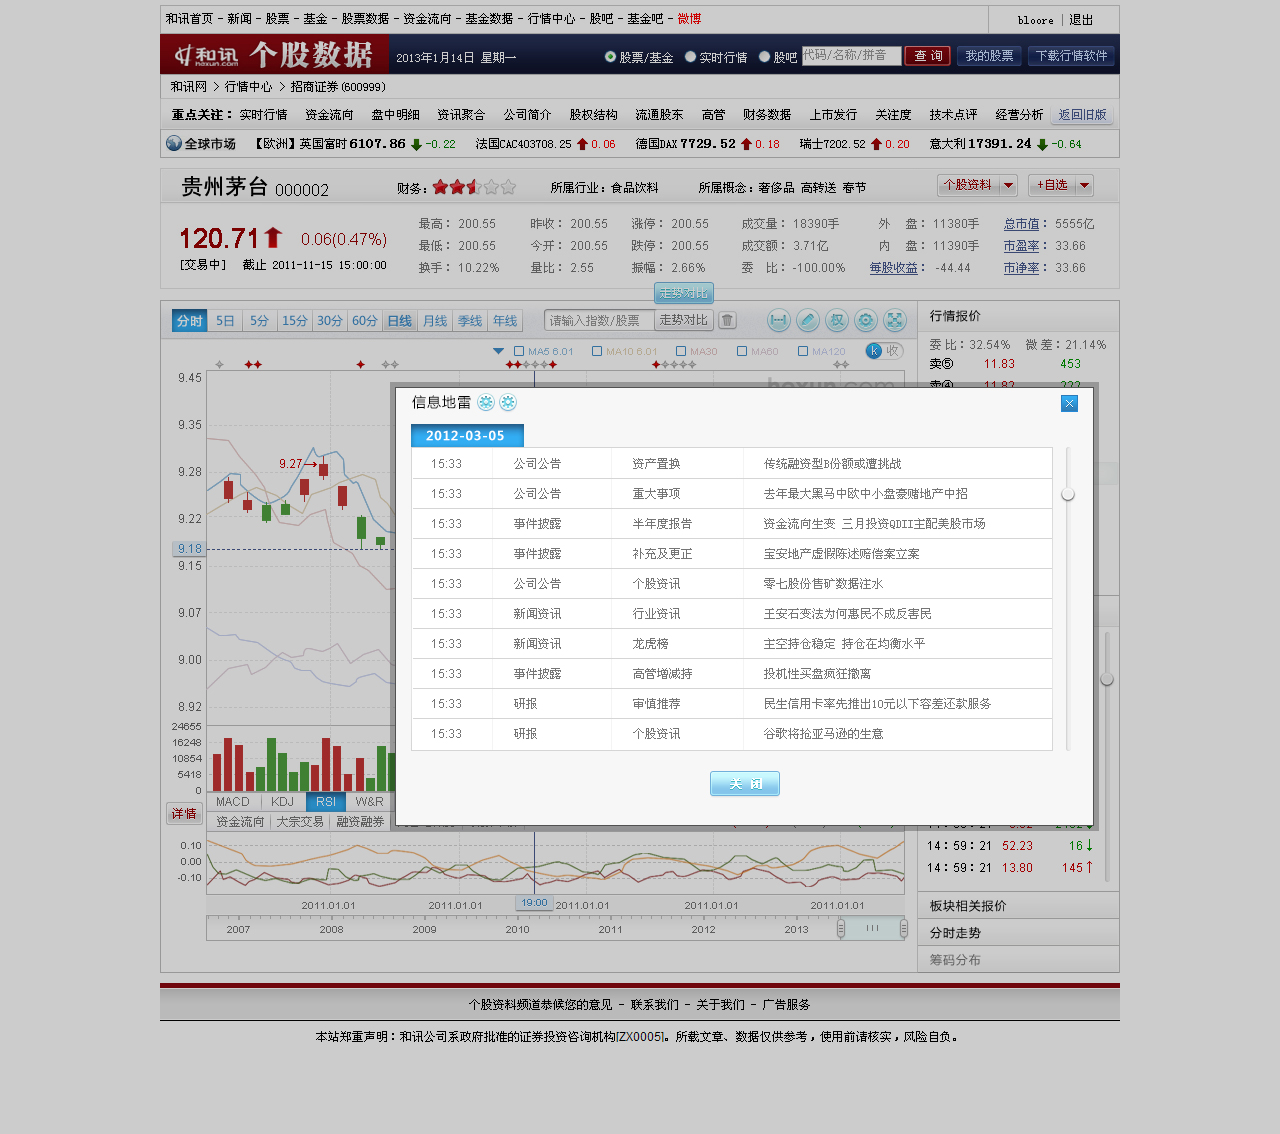 和讯首页 - 新闻 - 股票 - 基金 - 股票数据 - 资金流向 - 基金数据 - 行情中心 - 股吧 - 基金吧 - 微博
bloore | 退出
和讯 hexun.com 个股数据 2013年1月14日 星期一 股票/基金 实时行情 股吧 代码/名称/拼音 查询 我的股票 下载行情软件
和讯网 > 行情中心 > 招商证券(600999)
重点关注： 实时行情 资金流向 盘中明细 资讯聚合 公司简介 股权结构 流通股东 高管 财务数据 上市发行 关注度 技术点评 经营分析 返回旧版
全球市场 【欧洲】英国富时6107.86 -0.22 法国CAC403708.25 0.06 德国DAX7729.52 0.18 瑞士7202.52 0.20 意大利17391.24 -0.64
贵州茅台 000002 财务： 所属行业：食品饮料 所属概念：奢侈品 高转送 春节 个股资料 +自选
120.71 0.06(0.47%)
[交易中] 截止 2011-11-15 15:00:00
最高： 200.55 昨收： 200.55 涨停： 200.55 成交量： 18390手 外 盘： 11380手 总市值： 5555亿
最低： 200.55 今开： 200.55 跌停： 200.55 成交额： 3.71亿 内 盘： 11390手 市盈率： 33.66
换手： 10.22% 量比： 2.55 振幅： 2.66% 委 比： -100.00% 每股收益： -44.44 市净率： 33.66
走势对比
分时 5日 5分 15分 30分 60分 日线 月线 季线 年线 请输入指数/股票 走势对比 权
MA5 6.01 MA10 6.01 MA30 MA60 MA120 k 收
9.45
9.35
9.28
9.27→
9.22
9.18
9.15
9.07
9.00
8.92
24655
16248
10854
5418
0
MACD KDJ RSI W&R
详情
资金流向 大宗交易 融资融券
0.10
0.00
-0.10
2011.01.01 2011.01.01 19:00 2011.01.01 2011.01.01 2011.01.01
2007 2008 2009 2010 2011 2012 2013
行情报价
委比：32.54% 微差：21.14%
卖⑤ 11.83 453
卖④ 11.82 222
信息地雷
2012-03-05
15:33 公司公告 资产置换 传统融资型B份额或遭挑战
15:33 公司公告 重大事项 去年最大黑马中欧中小盘豪赌地产中招
15:33 事件披露 半年度报告 资金流向生变 三月投资QDII主配美股市场
15:33 事件披露 补充及更正 宝安地产虚假陈述赔偿案立案
15:33 公司公告 个股资讯 零七股份售矿数据注水
15:33 新闻资讯 行业资讯 王安石变法为何惠民不成反害民
15:33 新闻资讯 龙虎榜 主空持仓稳定 持仓在均衡水平
15:33 事件披露 高管增减持 投机性买盘疯狂撤离
15:33 研报 审慎推荐 民生信用卡率先推出10元以下容差还款服务
15:33 研报 个股资讯 谷歌将抢亚马逊的生意
关 闭
14：59：21 52.23 16↓
14：59：21 13.80 145↑
板块相关报价
分时走势
筹码分布
个股资料频道恭候您的意见 - 联系我们 - 关于我们 - 广告服务
本站郑重声明：和讯公司系政府批准的证券投资咨询机构[ZX0005]。所载文章、数据仅供参考，使用前请核实，风险自负。